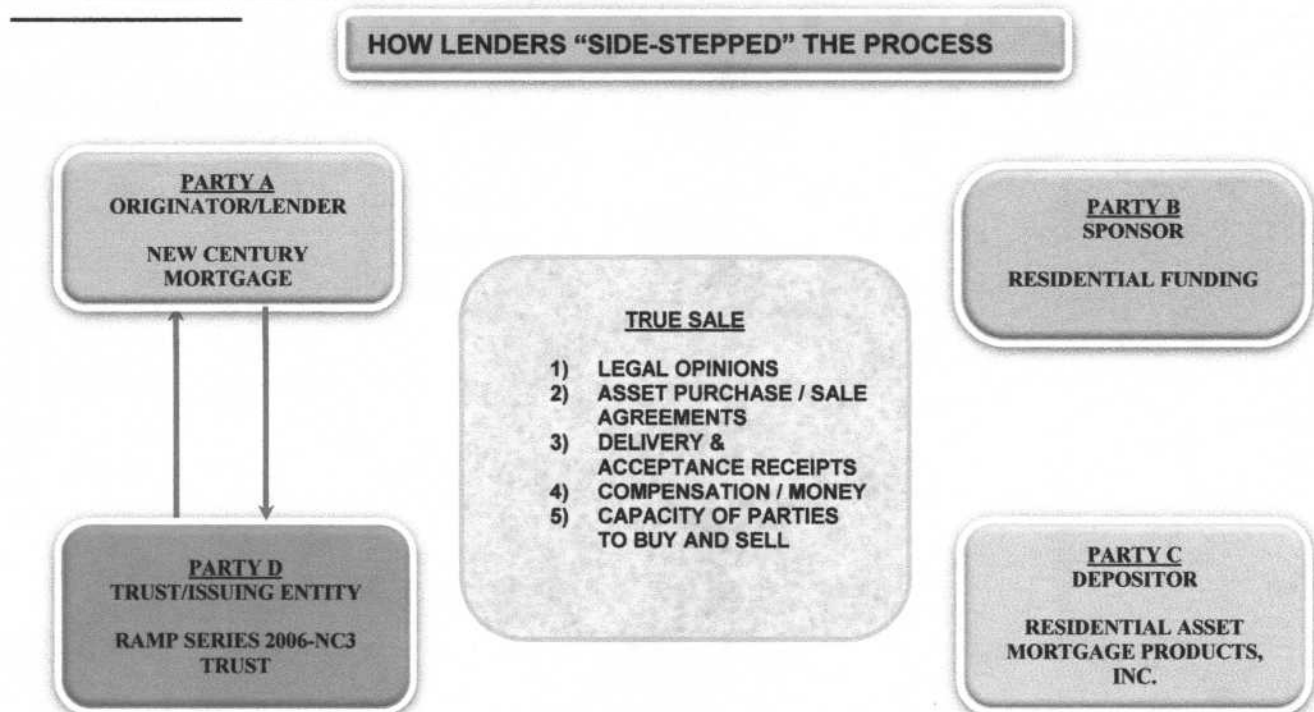 HOW LENDERS “SIDE-STEPPED” THE PROCESS
PARTY A
ORIGINATOR/LENDER
NEW CENTURY
MORTGAGE
PARTY B
SPONSOR
RESIDENTIAL FUNDING
TRUE SALE
1) LEGAL OPINIONS
2) ASSET PURCHASE / SALE
AGREEMENTS
3) DELIVERY &
ACCEPTANCE RECEIPTS
4) COMPENSATION / MONEY
5) CAPACITY OF PARTIES
TO BUY AND SELL
PARTY D
TRUST/ISSUING ENTITY
RAMP SERIES 2006-NC3
TRUST
PARTY C
DEPOSITOR
RESIDENTIAL ASSET
MORTGAGE PRODUCTS,
INC.